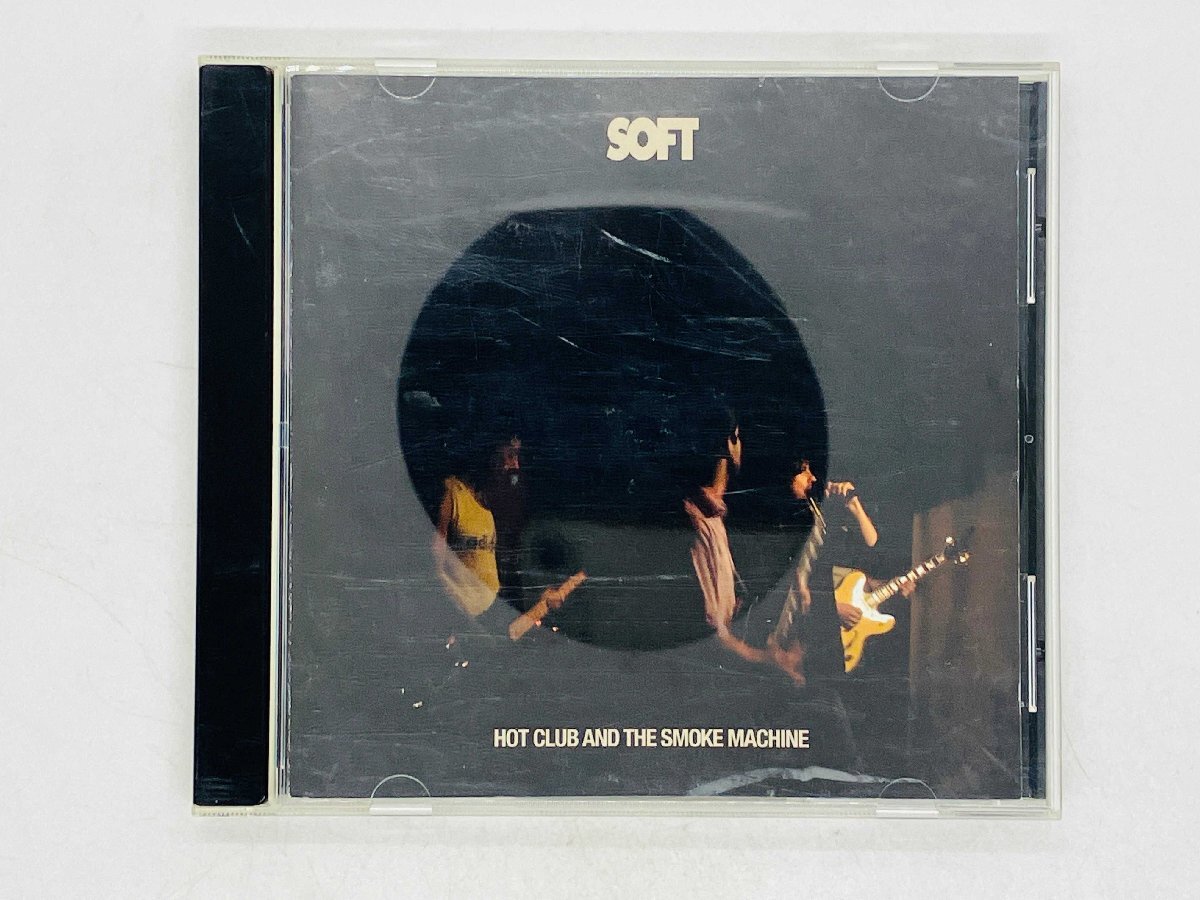 SOFT
HOT CLUB AND THE SMOKE MACHINE